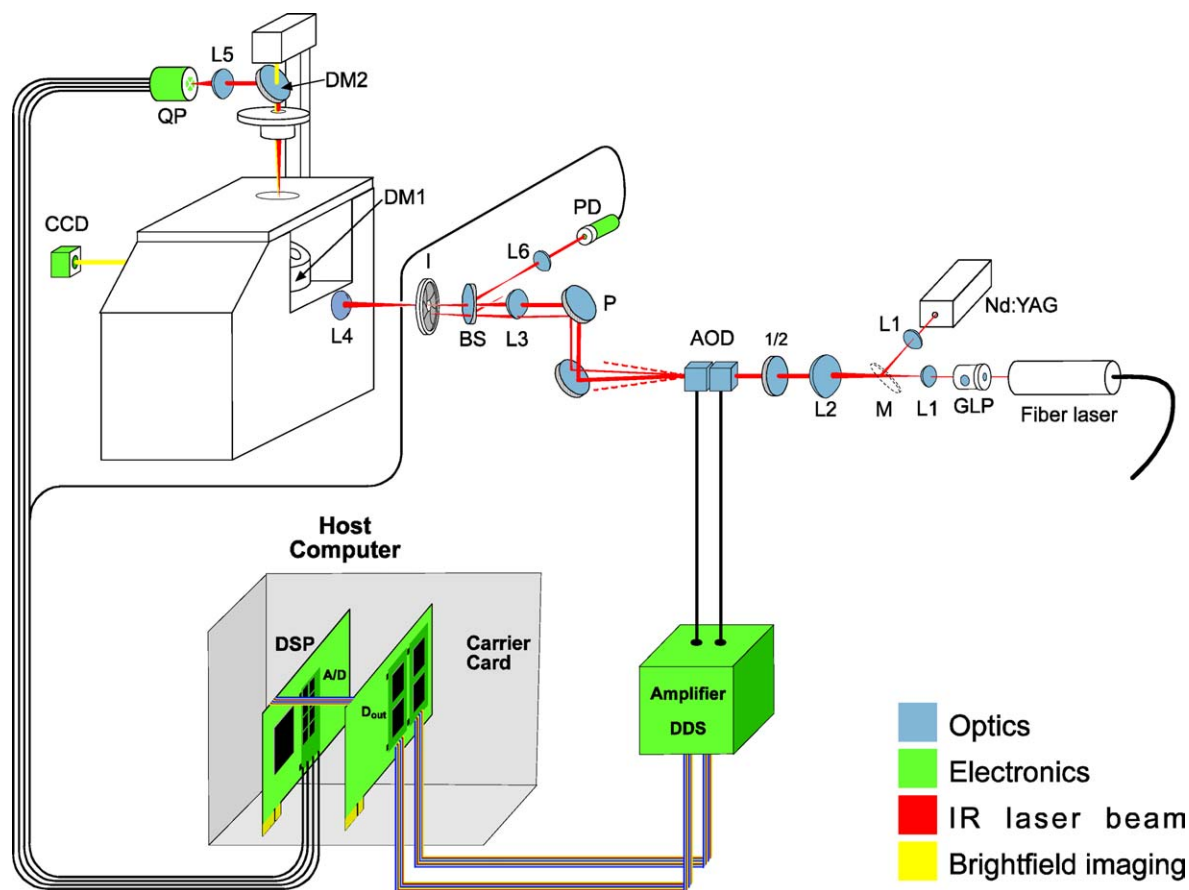 L5
DM2
QP
DM1
CCD
PD
L6
I
P
L4
BS
L3
AOD
1/2
L2
M
L1
Nd:YAG
L1
GLP
Fiber laser
Host
Computer
DSP
A/D
Dout
Carrier
Card
Amplifier
DDS
Optics
Electronics
IR laser beam
Brightfield imaging